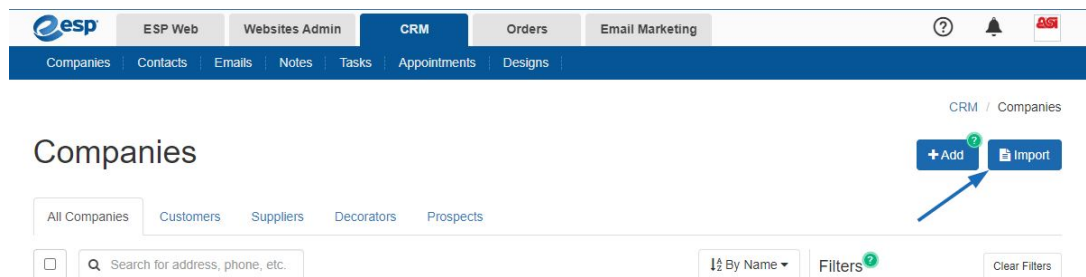 esp ESP Web Websites Admin CRM Orders Email Marketing ? ASI
Companies Contacts Emails Notes Tasks Appointments Designs
CRM / Companies
Companies
+ Add ? Import
All Companies Customers Suppliers Decorators Prospects
Search for address, phone, etc. By Name Filters ? Clear Filters